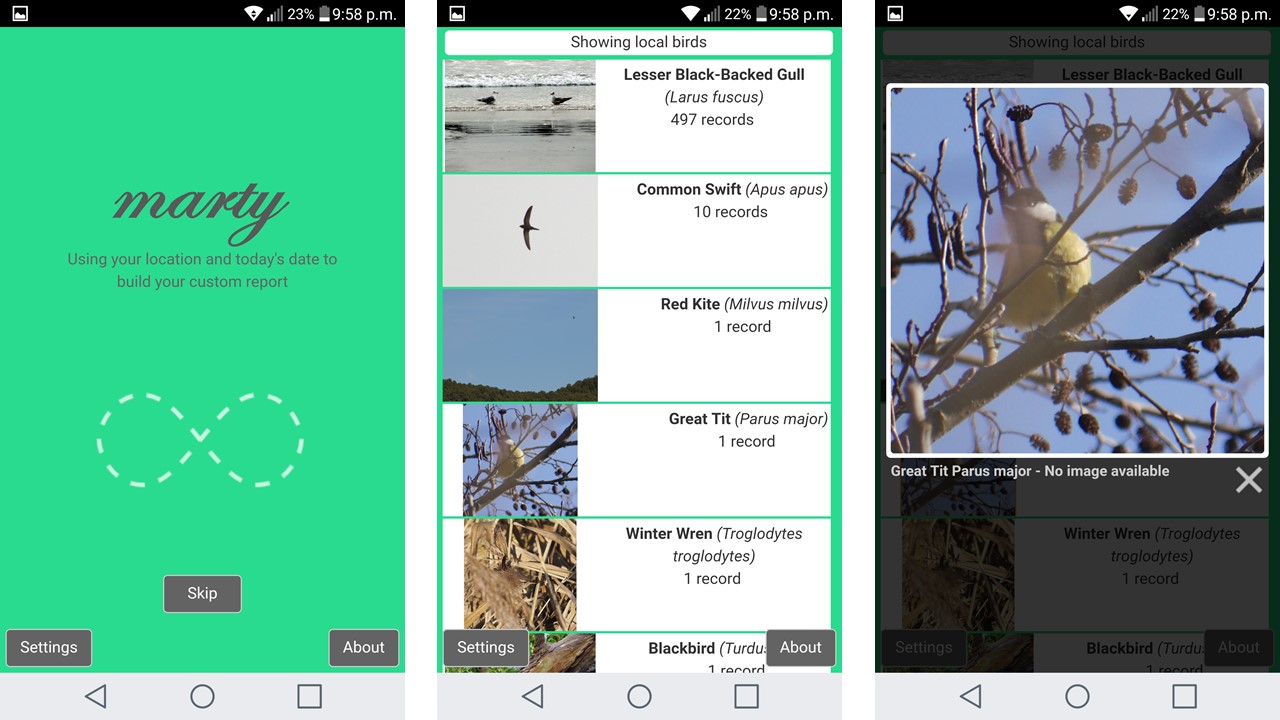 23% 9:58 p.m.
marty
Using your location and today's date to
build your custom report
Skip
Settings
About
22% 9:58 p.m.
Showing local birds
Lesser Black-Backed Gull
(Larus fuscus)
497 records
Common Swift (Apus apus)
10 records
Red Kite (Milvus milvus)
1 record
Great Tit (Parus major)
1 record
Winter Wren (Troglodytes
troglodytes)
1 record
Blackbird (Turdu
1 record
Settings
About
22% 9:58 p.m.
Showing local birds
Lesser Black-Backed Gull
Great Tit Parus major - No image available
Winter Wren (Troglodytes
troglodytes)
1 record
Blackbird (Turdu
1 record
Settings
About